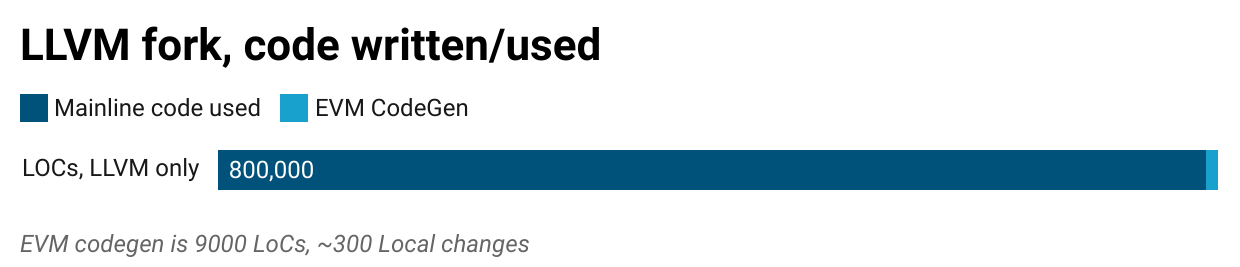 LLVM fork, code written/used
Mainline code used EVM CodeGen
LOCs, LLVM only 800,000
EVM codegen is 9000 LoCs, ~300 Local changes